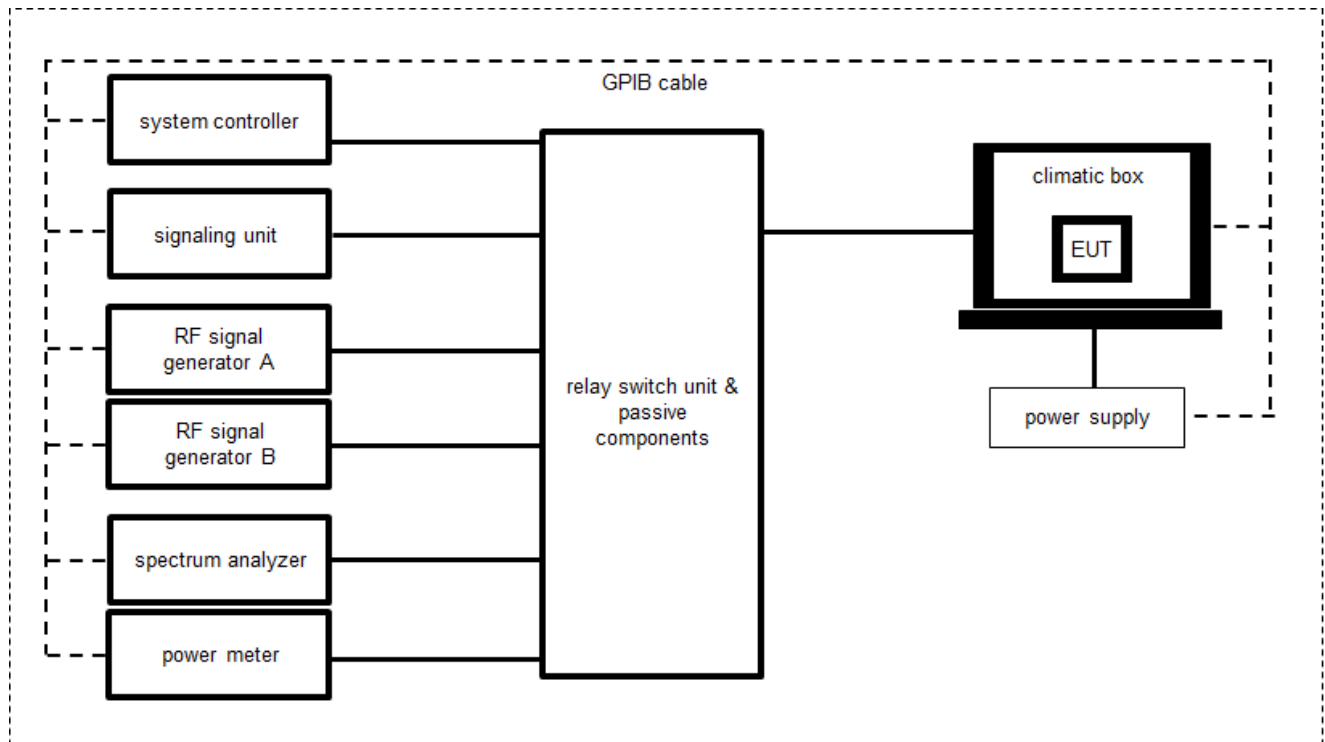 GPIB cable
system controller
signaling unit
RF signal
generator A
RF signal
generator B
spectrum analyzer
power meter
relay switch unit &
passive
components
climatic box
EUT
power supply